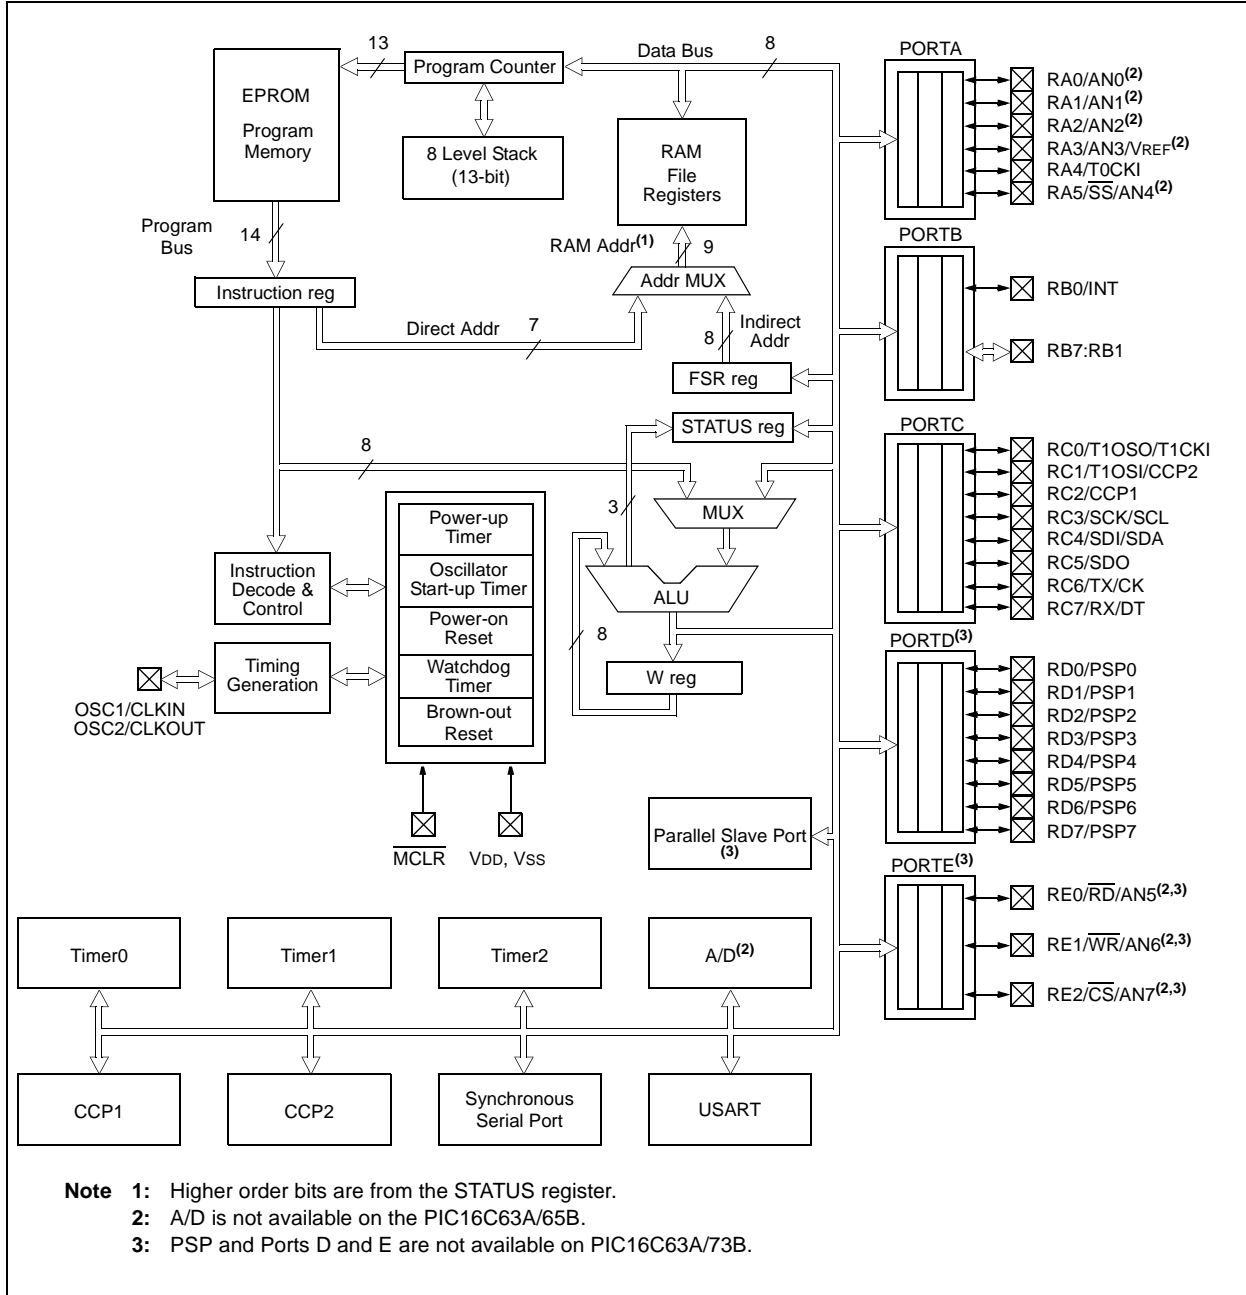 13
Data Bus
8
PORTA
EPROM
Program
Memory
Program Counter
8 Level Stack
(13-bit)
RAM
File
Registers
RA0/AN0(2)
RA1/AN1(2)
RA2/AN2(2)
RA3/AN3/VREF(2)
RA4/T0CKI
RA5/SS/AN4(2)
Program
Bus
14
RAM Addr(1)
9
PORTB
Instruction reg
Addr MUX
RB0/INT
Direct Addr
7
8
Indirect
Addr
RB7:RB1
FSR reg
STATUS reg
PORTC
8
RC0/T1OSO/T1CKI
RC1/T1OSI/CCP2
RC2/CCP1
RC3/SCK/SCL
RC4/SDI/SDA
RC5/SDO
RC6/TX/CK
RC7/RX/DT
3
MUX
Power-up
Timer
Oscillator
Start-up Timer
Power-on
Reset
Watchdog
Timer
Brown-out
Reset
Instruction
Decode &
Control
ALU
8
W reg
Timing
Generation
OSC1/CLKIN
OSC2/CLKOUT
PORTD(3)
RD0/PSP0
RD1/PSP1
RD2/PSP2
RD3/PSP3
RD4/PSP4
RD5/PSP5
RD6/PSP6
RD7/PSP7
MCLR
VDD, VSS
Parallel Slave Port
(3)
PORTE(3)
RE0/RD/AN5(2,3)
RE1/WR/AN6(2,3)
RE2/CS/AN7(2,3)
Timer0
Timer1
Timer2
A/D(2)
CCP1
CCP2
Synchronous
Serial Port
USART
Note 1: Higher order bits are from the STATUS register.
2: A/D is not available on the PIC16C63A/65B.
3: PSP and Ports D and E are not available on PIC16C63A/73B.